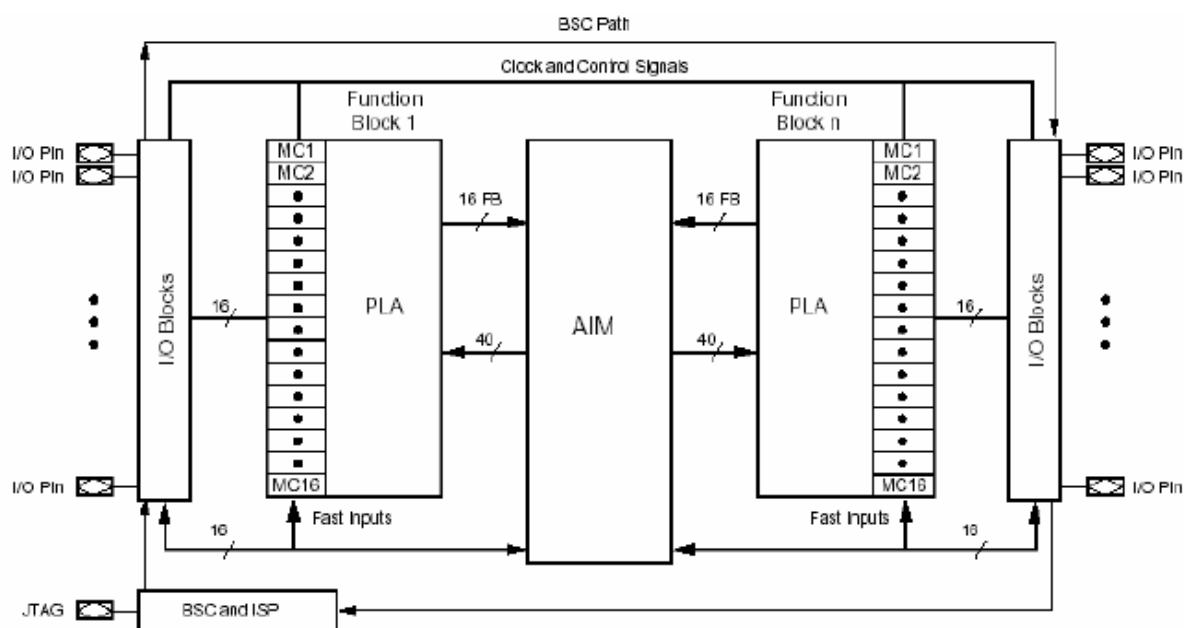 BSC Path
Clock and Control Signals
Function
Block 1
Function
Block n
I/O Pin
I/O Pin
I/O Pin
I/O Blocks
16
MC1
MC2
MC16
PLA
16 FB
40
AIM
16 FB
40
PLA
MC1
MC2
MC16
16
I/O Blocks
I/O Pin
I/O Pin
I/O Pin
Fast Inputs
16
Fast Inputs
16
JTAG
BSC and ISP